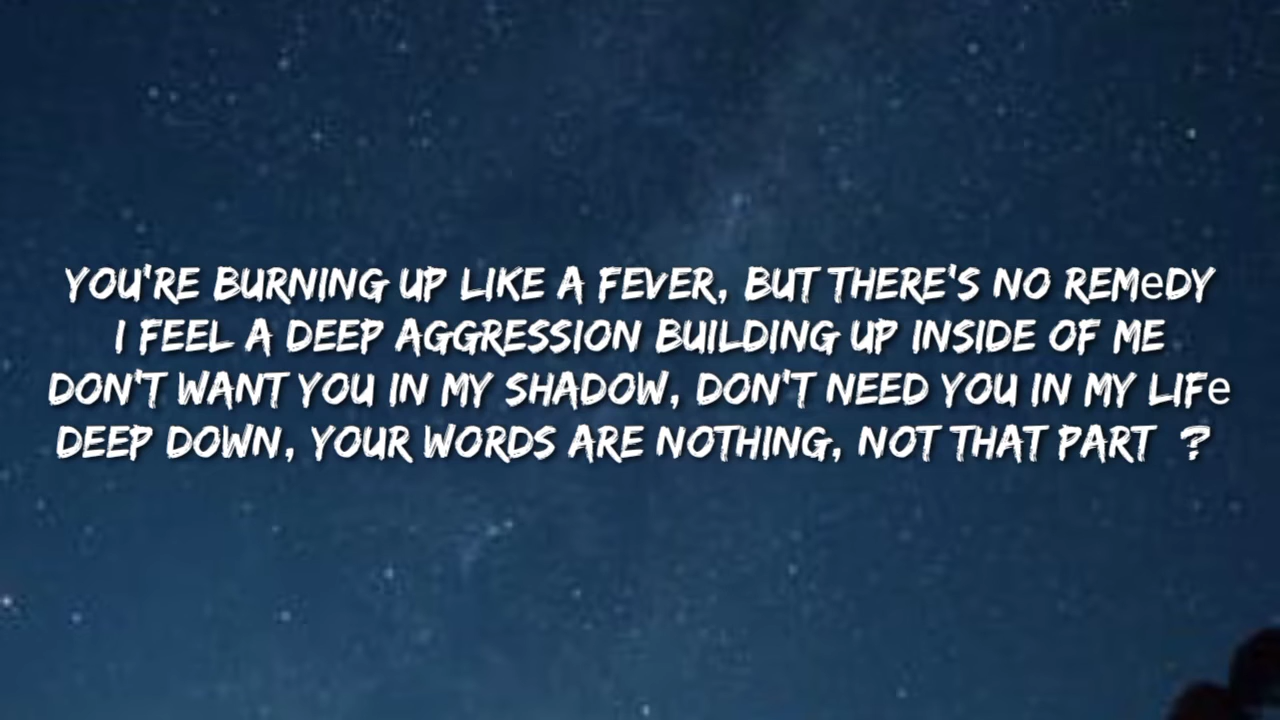 YOU'RE BURNING UP LIKE A FEVER, BUT THERE'S NO REMeDY
I FEEL A DEEP AGGRESSION BUILDING UP INSIDE OF ME
DON'T WANT YOU IN MY SHADOW, DON'T NEED YOU IN MY LIFe
DEEP DOWN, YOUR WORDS ARE NOTHING, NOT THAT PART ?